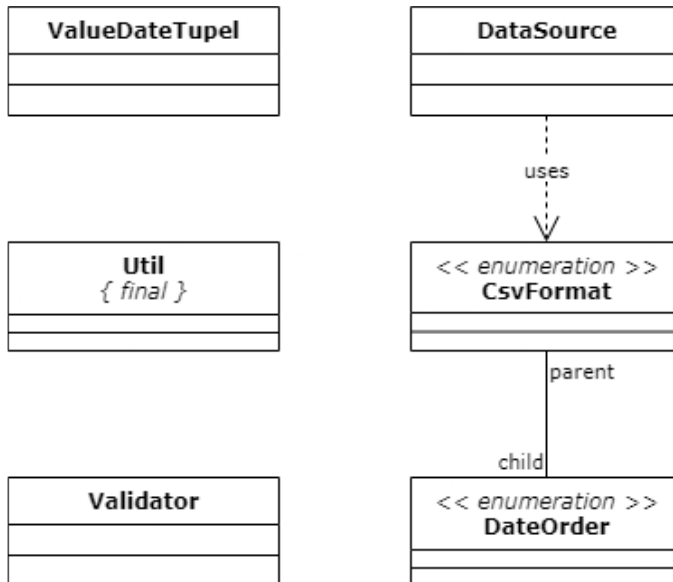 ValueDateTupel
DataSource
uses
Util
{ final }
<< enumeration >>
CsvFormat
parent
child
Validator
<< enumeration >>
DateOrder